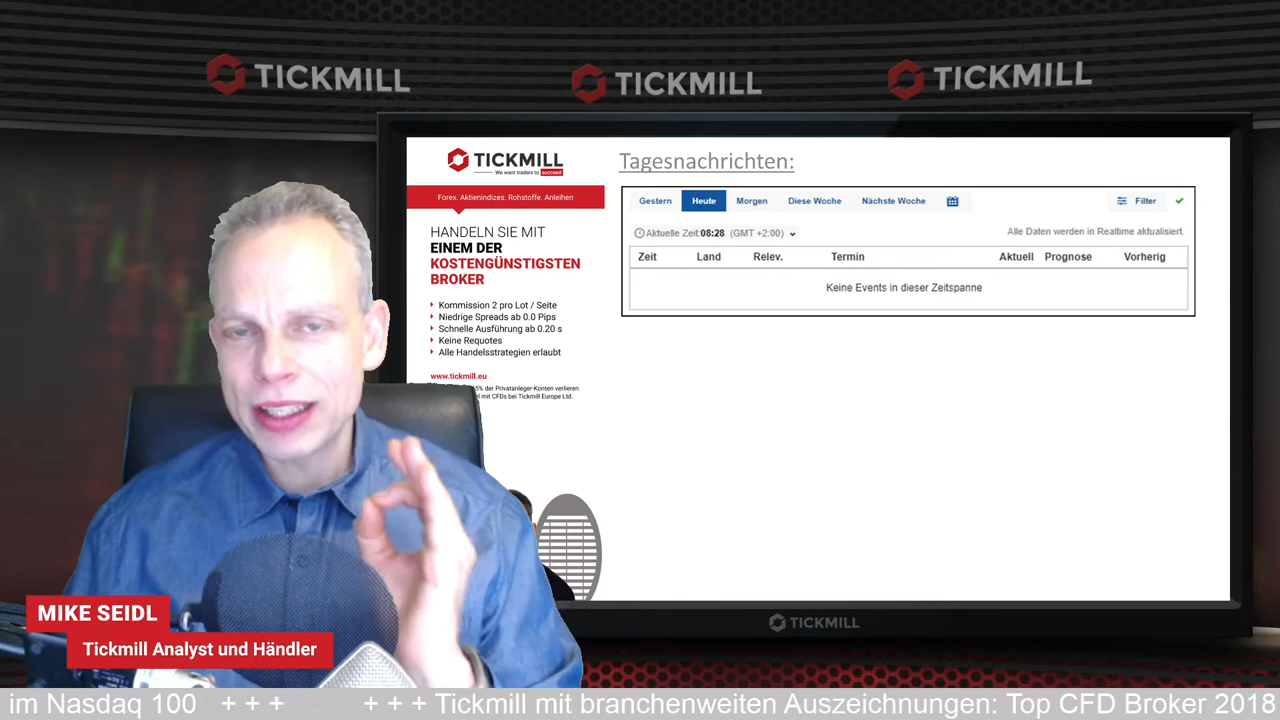 TICKMILL
TICKMILL
TICKMILL
TICKMILL
We want traders to succeed
Forex. Aktienindizes. Rohstoffe. Anleihen
HANDELN SIE MIT
EINEM DER
KOSTENGÜNSTIGSTEN
BROKER
Kommission 2 pro Lot / Seite
Niedrige Spreads ab 0.0 Pips
Schnelle Ausführung ab 0.20 s
Keine Requotes
Alle Handelsstrategien erlaubt
www.tickmill.eu
5% der Privatanleger-Konten verlieren
mit CFDs bei Tickmill Europe Ltd.
Tagesnachrichten:
Gestern Heute Morgen Diese Woche Nächste Woche Filter
Aktuelle Zeit: 08:28 (GMT +2:00) Alle Daten werden in Realtime aktualisiert.
Zeit Land Relev. Termin Aktuell Prognose Vorherig
Keine Events in dieser Zeitspanne
TICKMILL
MIKE SEIDL
Tickmill Analyst und Händler
im Nasdaq 100 + + + + + + Tickmill mit branchenweiten Auszeichnungen: Top CFD Broker 2018